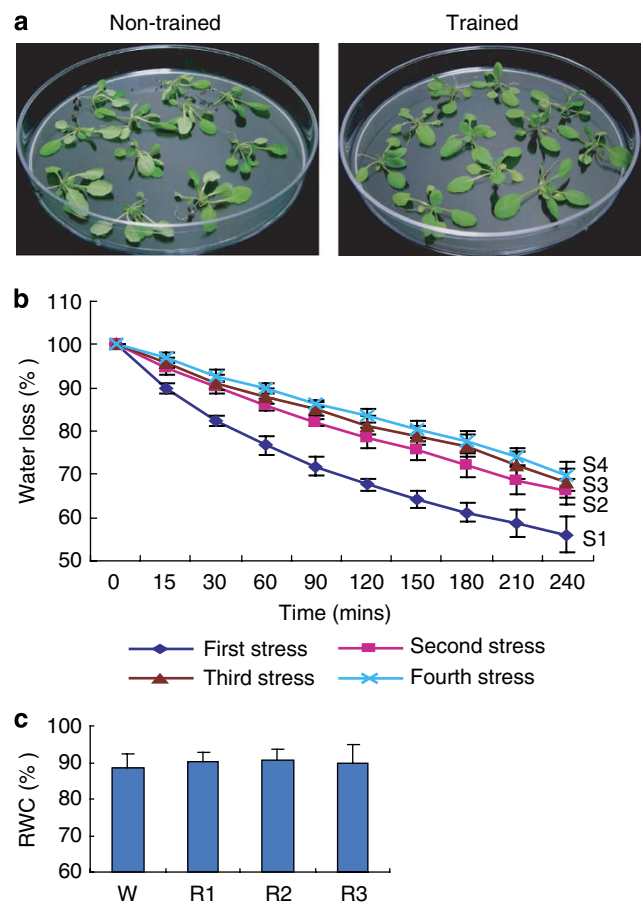 a Non-trained Trained
b
110
100
90
80
70
60
50
Water loss (%)
S4
S3
S2
S1
0 15 30 60 90 120 150 180 210 240
Time (mins)
First stress Second stress
Third stress Fourth stress
c
100
90
80
70
60
RWC (%)
W R1 R2 R3